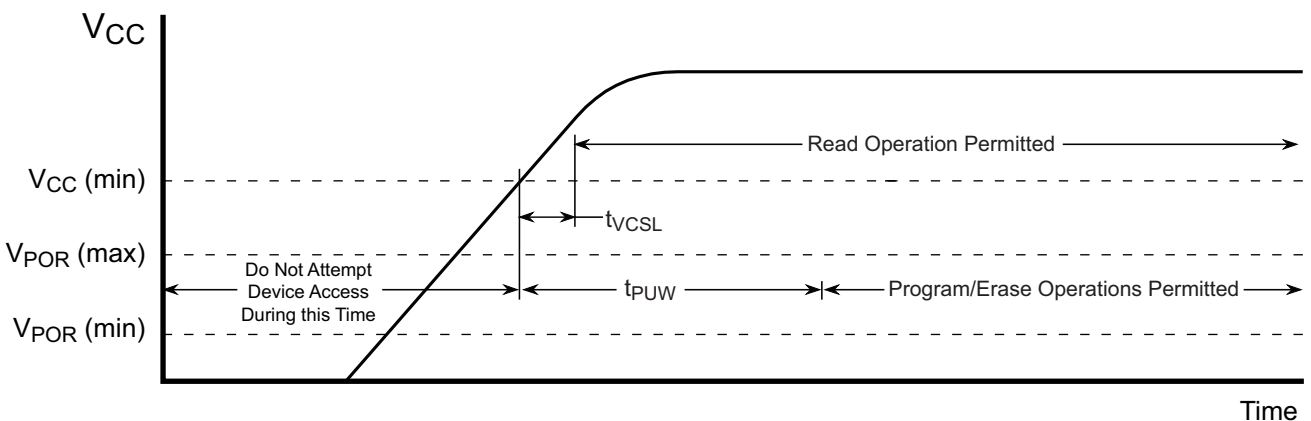 VCC
Read Operation Permitted
VCC (min)
tVCSL
VPOR (max)
Do Not Attempt
Device Access
During this Time
tPUW
Program/Erase Operations Permitted
VPOR (min)
Time